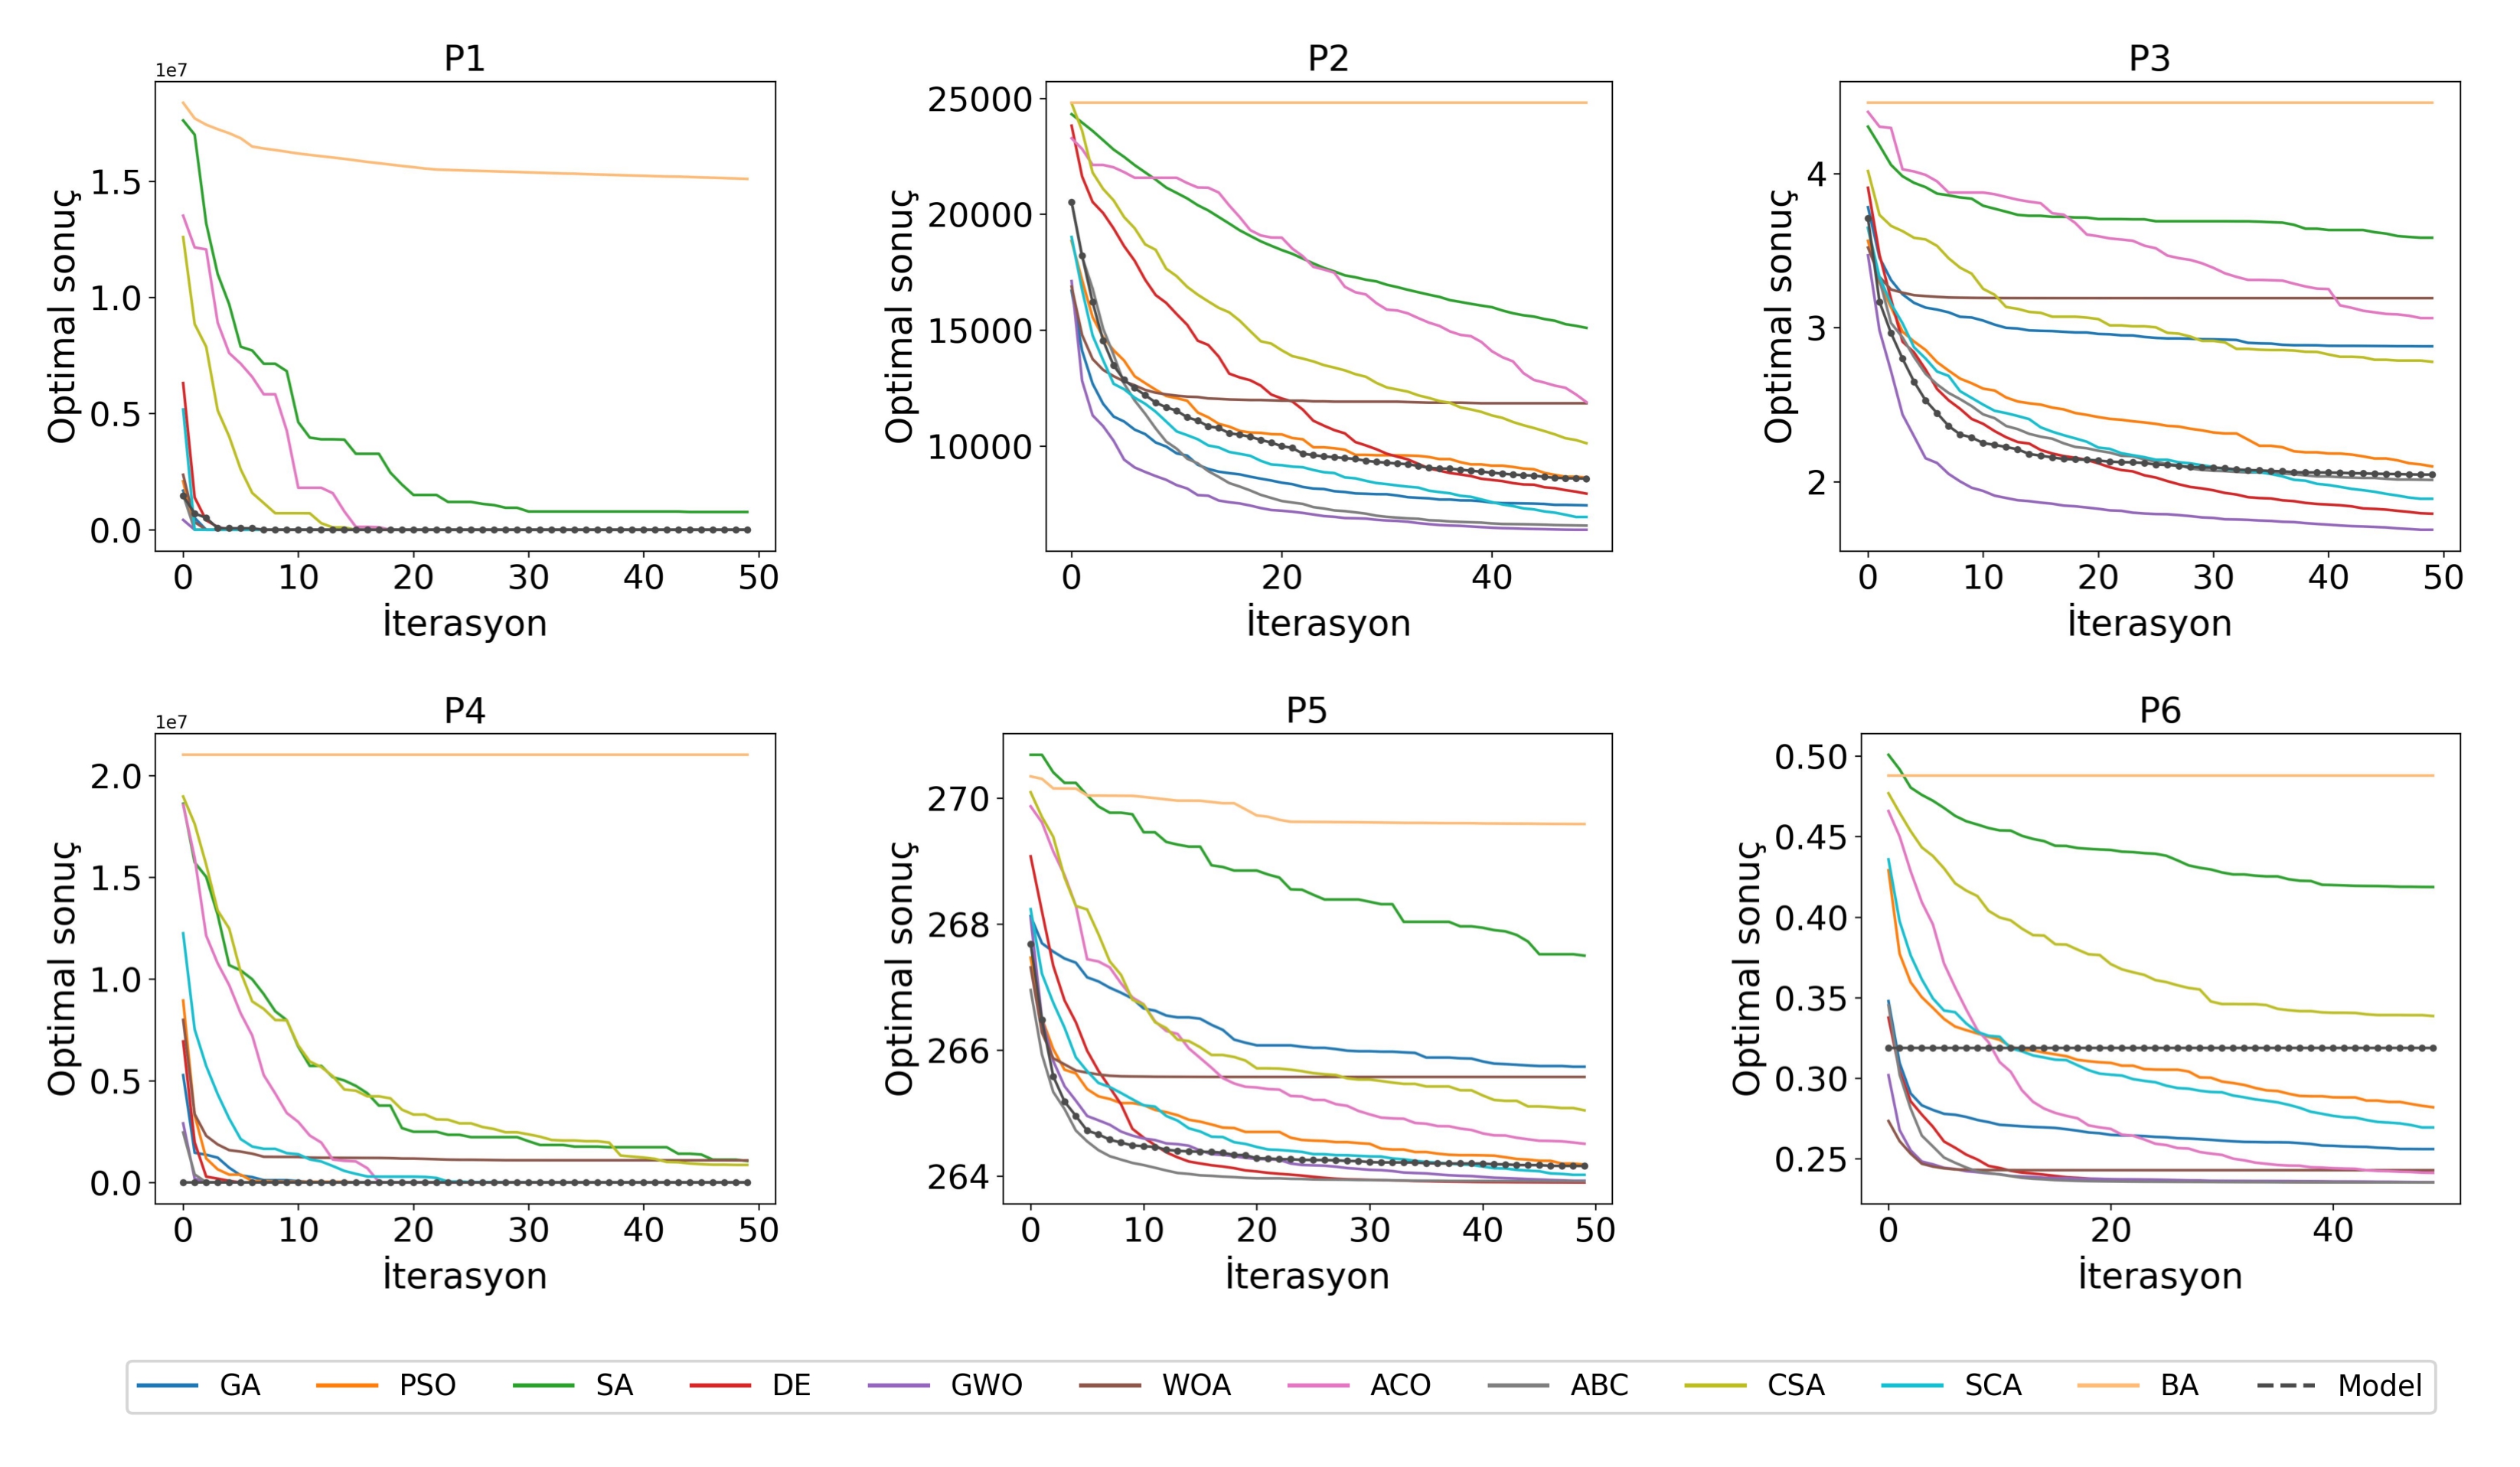 P1
1e7
Optimal sonuç
1.5
1.0
0.5
0.0
0 10 20 30 40 50
İterasyon
P2
Optimal sonuç
25000
20000
15000
10000
0 20 40
İterasyon
P3
Optimal sonuç
4
3
2
0 10 20 30 40 50
İterasyon
P4
1e7
Optimal sonuç
2.0
1.5
1.0
0.5
0.0
0 10 20 30 40 50
İterasyon
P5
Optimal sonuç
270
268
266
264
0 10 20 30 40 50
İterasyon
P6
Optimal sonuç
0.50
0.45
0.40
0.35
0.30
0.25
0 20 40
İterasyon
GA PSO SA DE GWO WOA ACO ABC CSA SCA BA Model